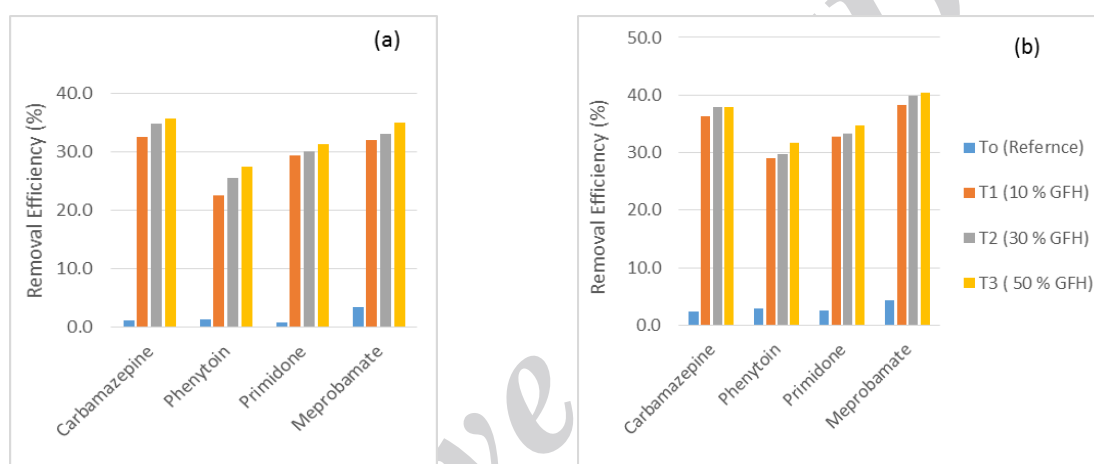 (a)
Removal Efficiency (%)
40.0
30.0
20.0
10.0
0.0
Carbamazepine
Phenytoin
Primidone
Meprobamate
(b)
Removal Efficiency (%)
50.0
40.0
30.0
20.0
10.0
0.0
Carbamazepine
Phenytoin
Primidone
Meprobamate
To (Refernce)
T1 (10 % GFH)
T2 (30 % GFH)
T3 ( 50 % GFH)